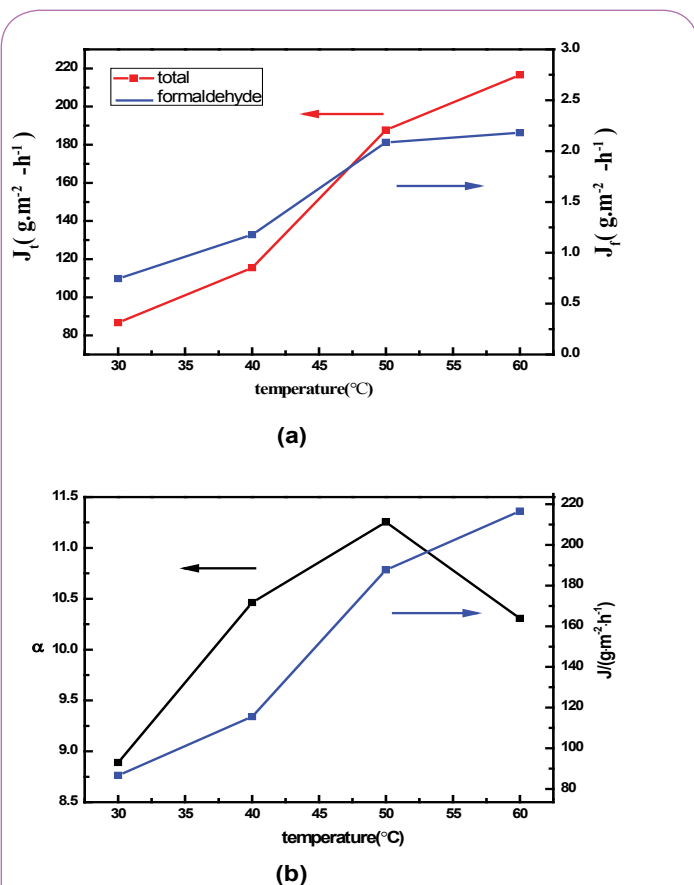 total
formaldehyde
220
200
180
160
140
120
100
80
J_t( g.m^-2 -h^-1)
3.0
2.5
2.0
1.5
1.0
0.5
0.0
J_f( g.m^-2 -h^-1)
30 35 40 45 50 55 60
temperature(°C)
(a)
11.5
11.0
10.5
10.0
9.5
9.0
8.5
α
220
200
180
160
140
120
100
80
J/(g·m^-2·h^-1)
30 35 40 45 50 55 60
temperature(°C)
(b)